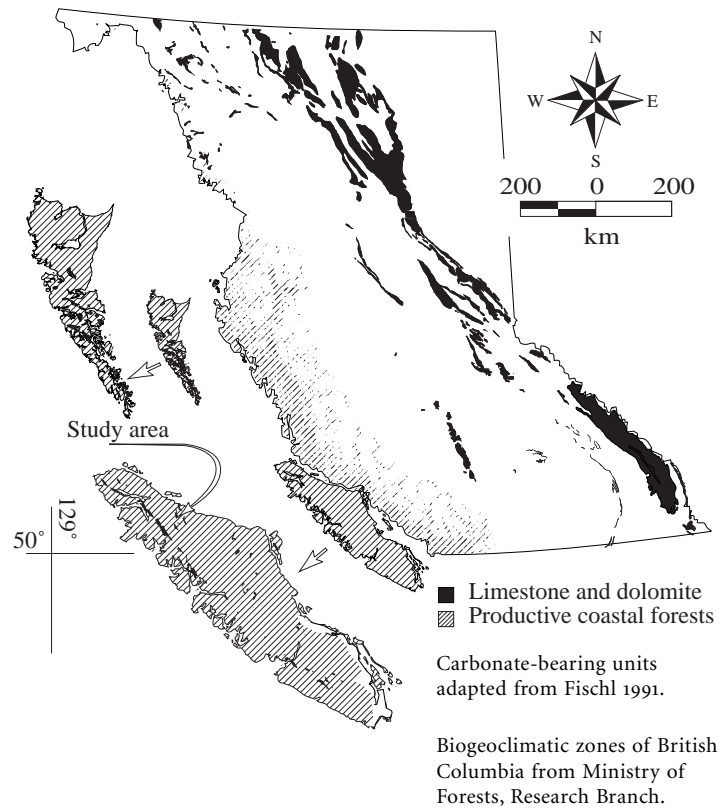 N
W E
S
200 0 200
km
Study area
129°
50°
Limestone and dolomite
Productive coastal forests
Carbonate-bearing units
adapted from Fischl 1991.
Biogeoclimatic zones of British
Columbia from Ministry of
Forests, Research Branch.